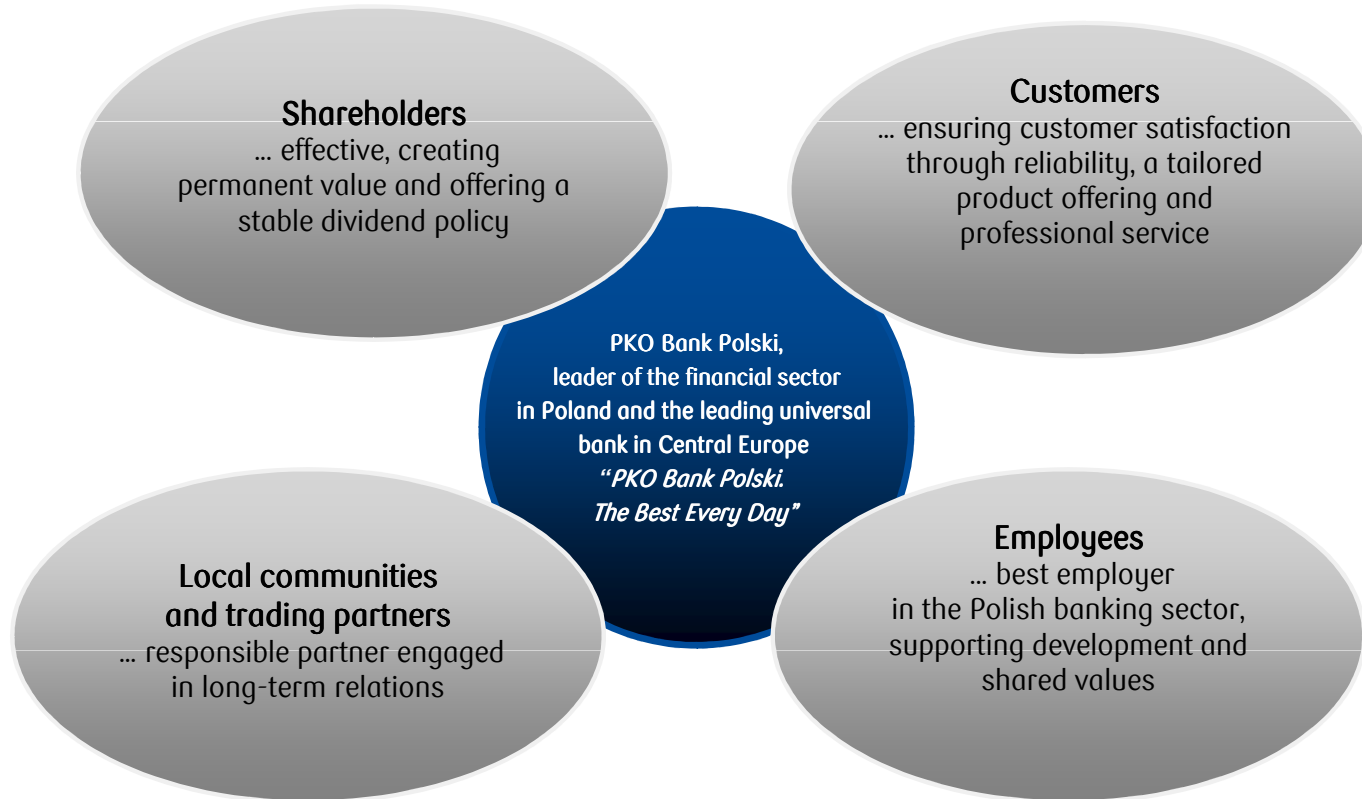 Shareholders
... effective, creating
permanent value and offering a
stable dividend policy
Customers
... ensuring customer satisfaction
through reliability, a tailored
product offering and
professional service
PKO Bank Polski,
leader of the financial sector
in Poland and the leading universal
bank in Central Europe
“PKO Bank Polski.
The Best Every Day”
Local communities
and trading partners
... responsible partner engaged
in long-term relations
Employees
... best employer
in the Polish banking sector,
supporting development and
shared values